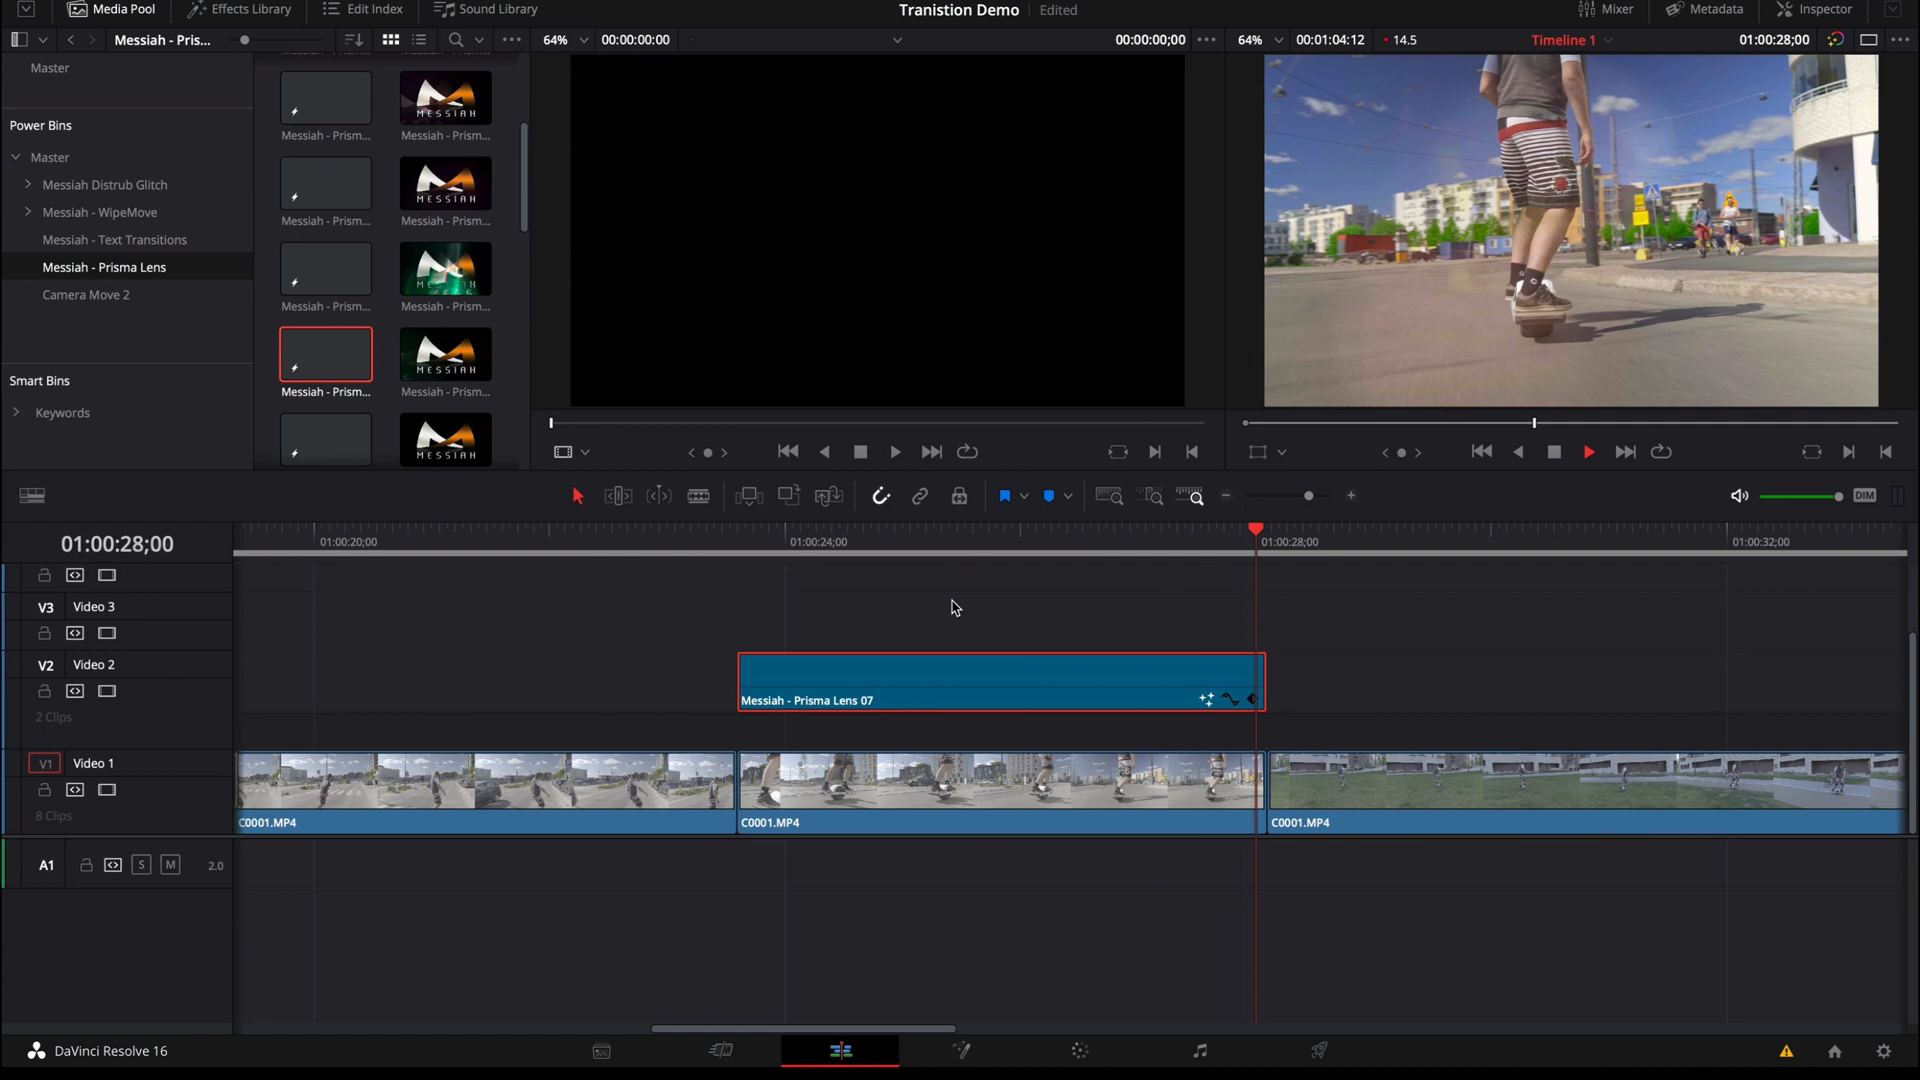 Media Pool
Effects Library
Edit Index
Sound Library
Transtion Demo
Edited
Mixer
Metadata
Inspector
Messiah - Pris...
64%
00:00:00:00
00:00:00;00
64%
00:01:04:12
14.5
Timeline 1
01:00:28;00
Master
Power Bins
Master
Messiah Distrub Glitch
Messiah - WipeMove
Messiah - Text Transitions
Messiah - Prisma Lens
Camera Move 2
Smart Bins
Keywords
MESSIAH
Messiah - Prism...
Messiah - Prism...
MESSIAH
Messiah - Prism...
Messiah - Prism...
MESSIAH
Messiah - Prism...
Messiah - Prism...
MESSIAH
Messiah - Prism...
Messiah - Prism...
MESSIAH
DIM
01:00:28;00
01:00:20;00
01:00:24;00
01:00:28;00
01:00:32;00
V3
Video 3
V2
Video 2
2 Clips
Messiah - Prisma Lens 07
V1
Video 1
8 Clips
C0001.MP4
C0001.MP4
C0001.MP4
A1
S
M
2.0
DaVinci Resolve 16